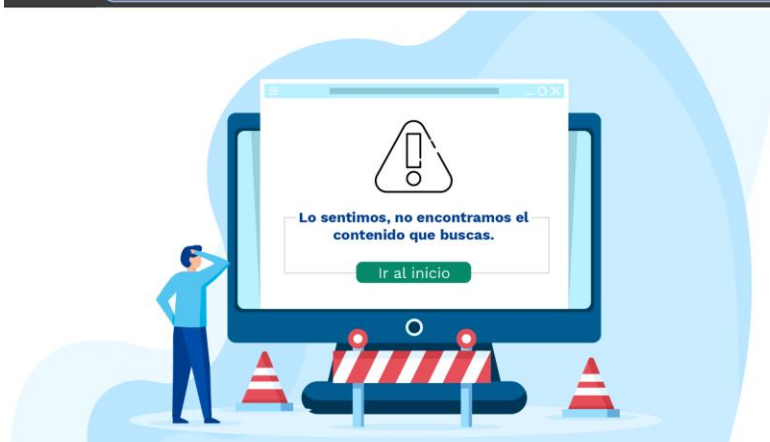 Lo sentimos, no encontramos el
contenido que buscas.
Ir al inicio